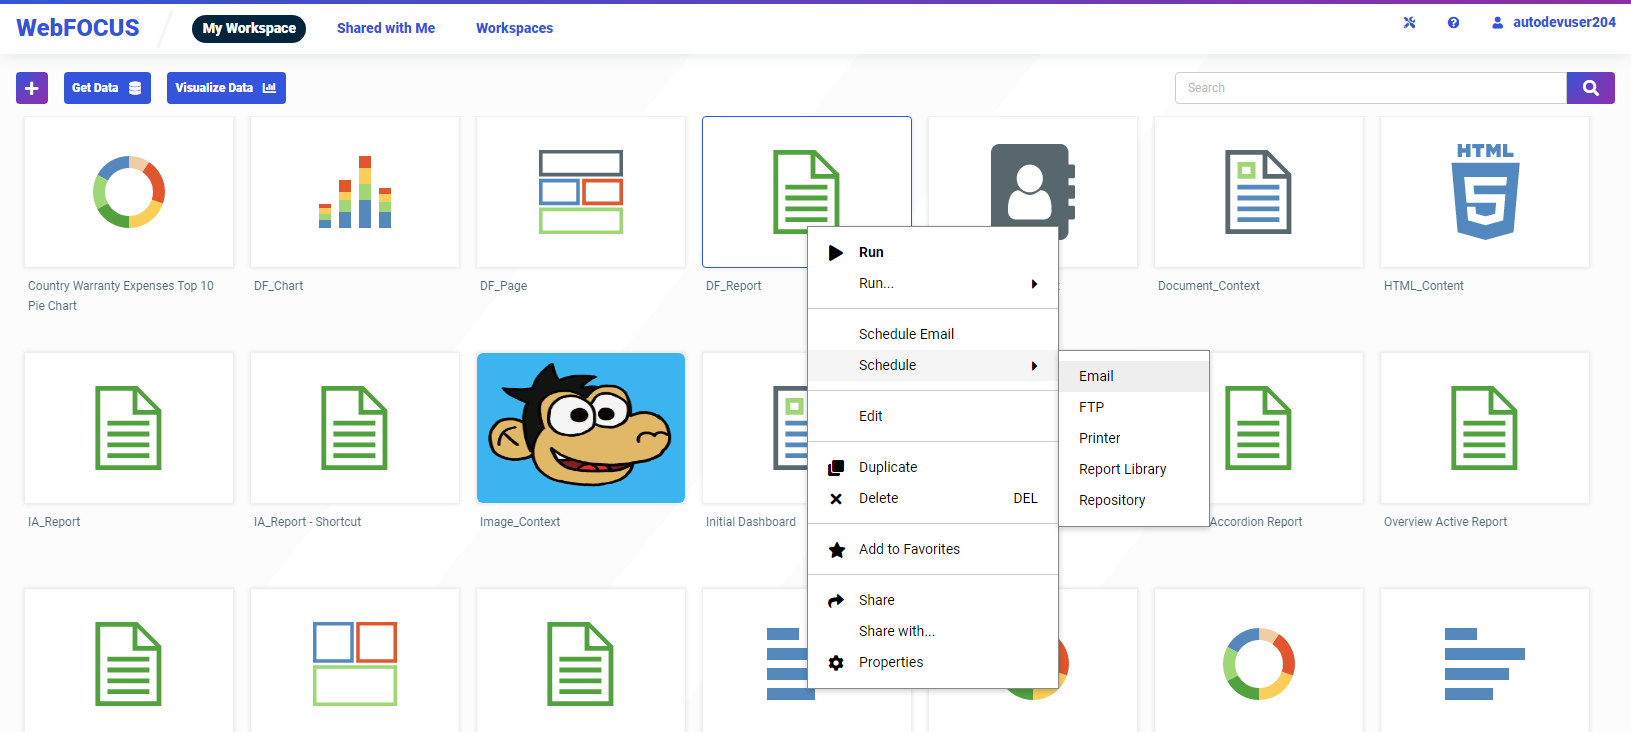 WebFOCUS
My Workspace
Shared with Me
Workspaces
autodevuser204
Get Data
Visualize Data
Search
HTML
Country Warranty Expenses Top 10
Pie Chart
DF_Chart
DF_Page
DF_Report
Document_Context
HTML_Content
Run
Run...
Schedule Email
Schedule
Edit
Duplicate
Delete DEL
Add to Favorites
Share
Share with...
Properties
Email
FTP
Printer
Report Library
Repository
IA_Report
IA_Report - Shortcut
Image_Context
Initial Dashboard
Accordion Report
Overview Active Report